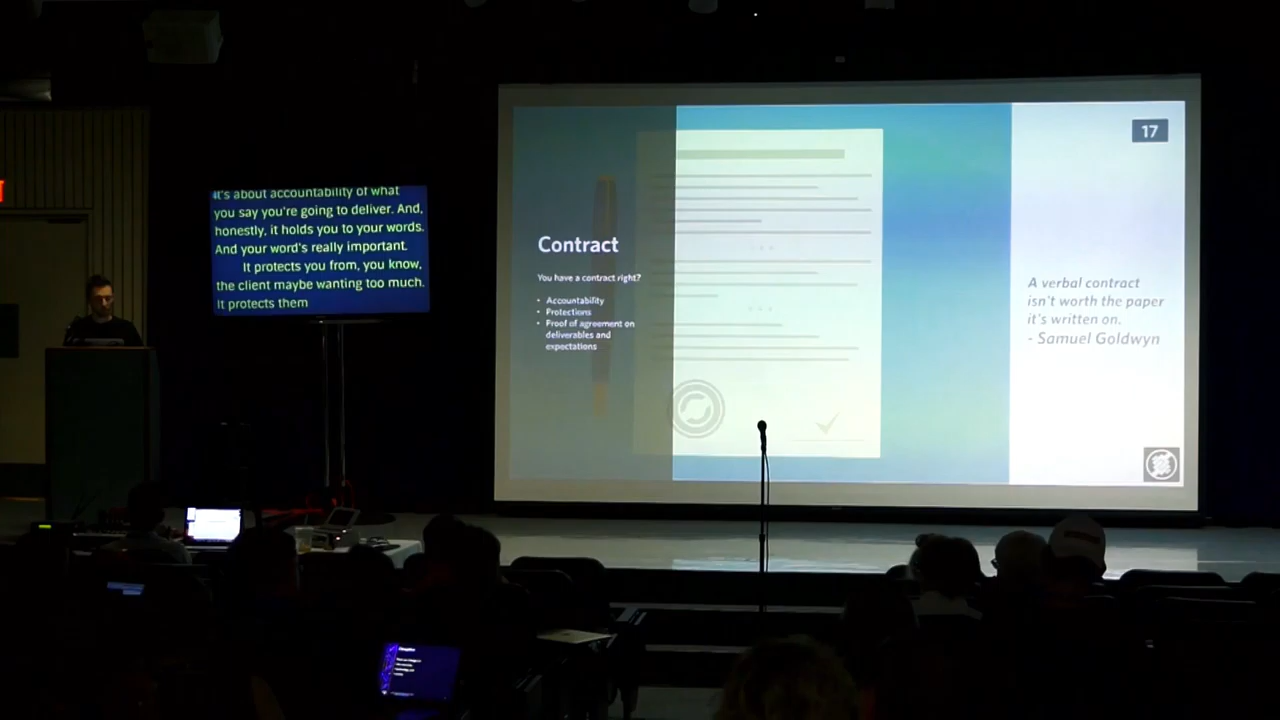 it's about accountability of what
you say you're going to deliver. And,
honestly, it holds you to your words.
And your word's really important.
It protects you from, you know,
the client maybe wanting too much.
It protects them
Contract
You have a contract right?
• Accountability
• Protections
• Proof of agreement on
deliverables and
expectations
17
A verbal contract
isn't worth the paper
it's written on.
- Samuel Goldwyn